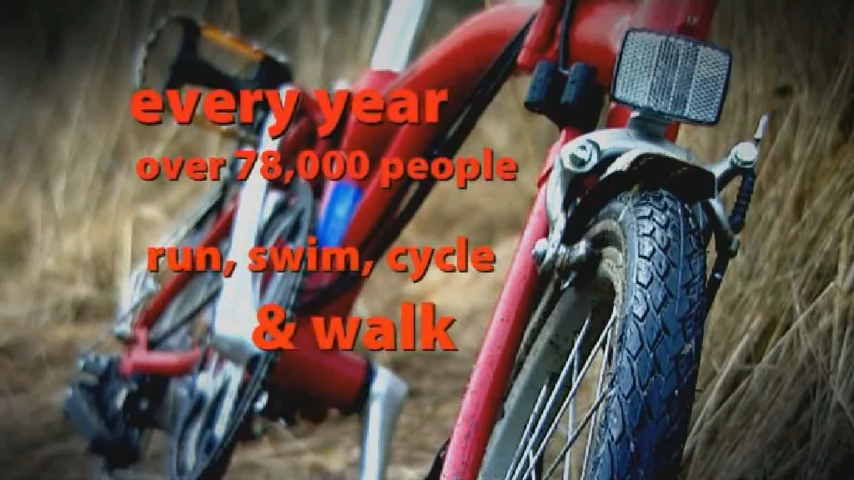 every year
over 78,000 people
run, swim, cycle
& walk